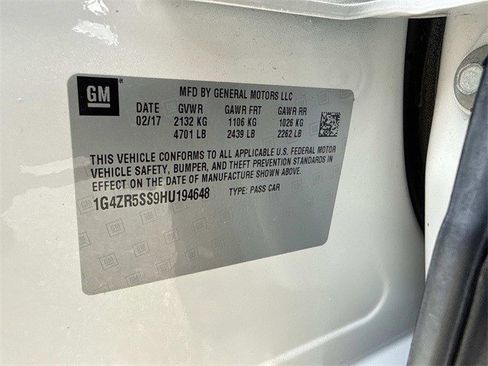 GM
MFD BY GENERAL MOTORS LLC
DATE GVWR GAWR FRT GAWR RR
02/17 2132 KG 1106 KG 1026 KG
4701 LB 2439 LB 2262 LB
THIS VEHICLE CONFORMS TO ALL APPLICABLE U.S. FEDERAL MOTOR
VEHICLE SAFETY, BUMPER, AND THEFT PREVENTION STANDARDS IN
EFFECT ON THE DATE OF MANUFACTURE SHOWN ABOVE.
1G4ZR5SS9HU194648 TYPE: PASS CAR